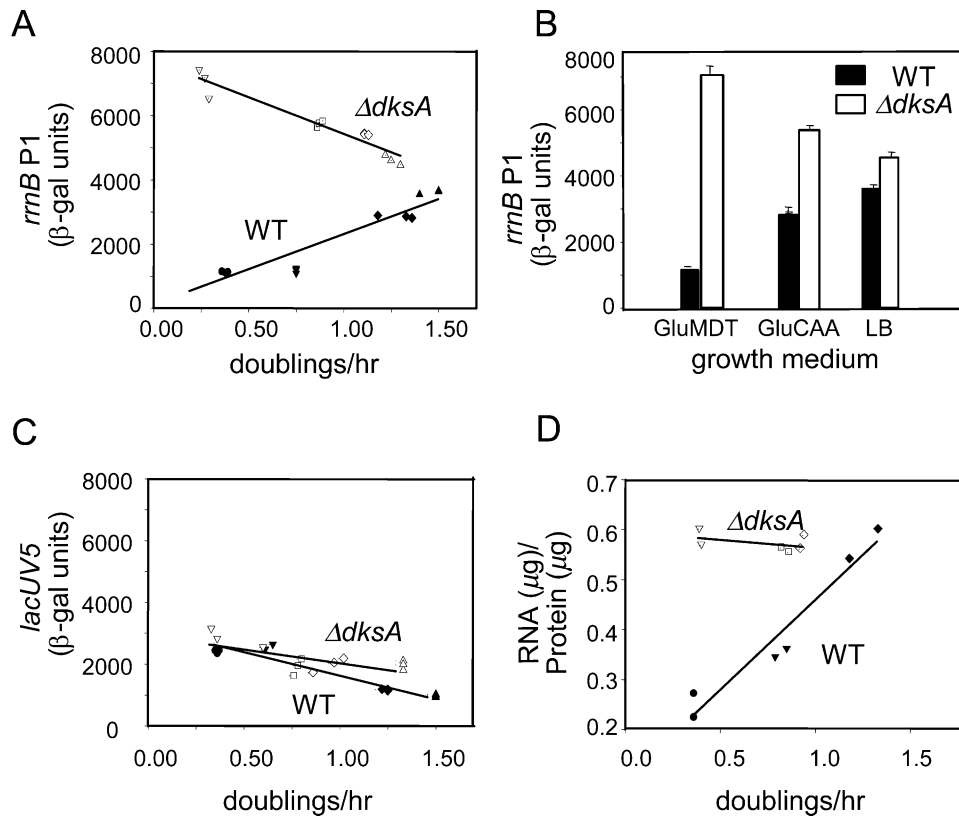 A
8000
6000
4000
2000
0
rrnB P1
(β-gal units)
ΔdksA
WT
0.00 0.50 1.00 1.50
doublings/hr
B
8000
6000
4000
2000
0
rrnB P1
(β-gal units)
WT
ΔdksA
GluMDT GluCAA LB
growth medium
C
8000
6000
4000
2000
0
lacUV5
(β-gal units)
ΔdksA
WT
0.00 0.50 1.00 1.50
doublings/hr
D
0.7
0.6
0.5
0.4
0.3
0.2
RNA (μg)/
Protein (μg)
ΔdksA
WT
0.0 0.5 1.0 1.5
doublings/hr